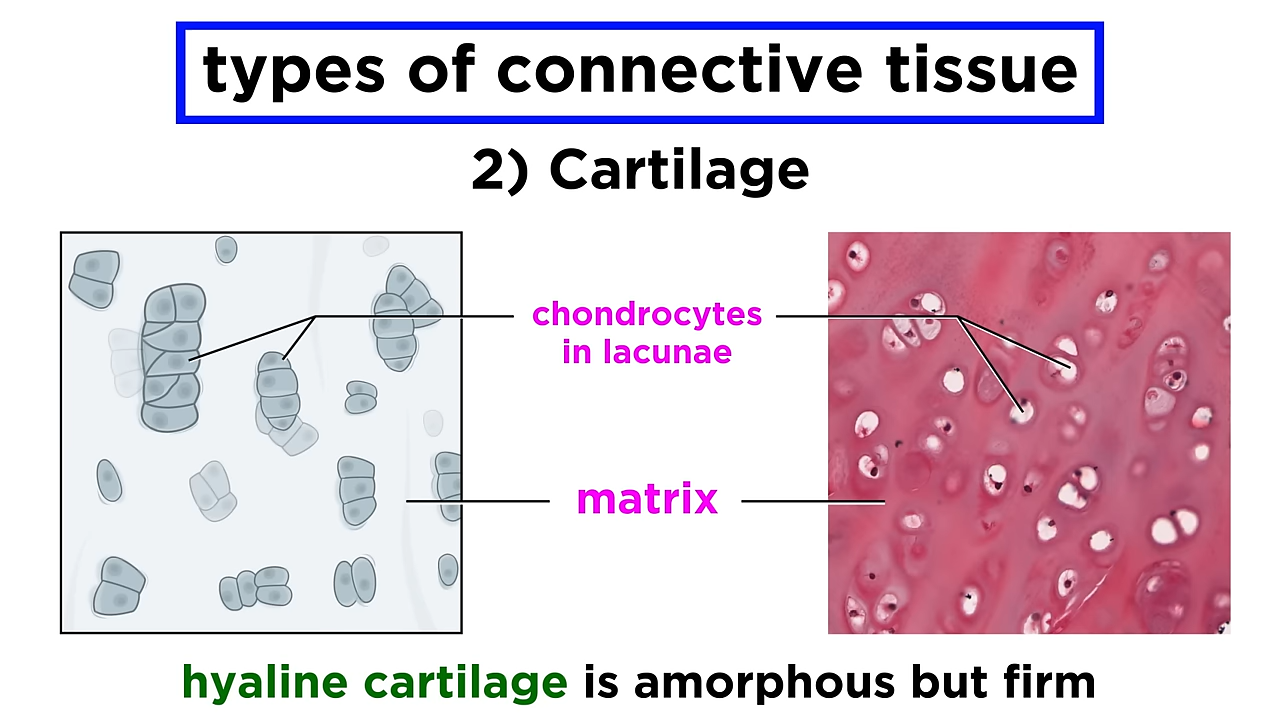 types of connective tissue
2) Cartilage
chondrocytes
in lacunae
matrix
hyaline cartilage is amorphous but firm